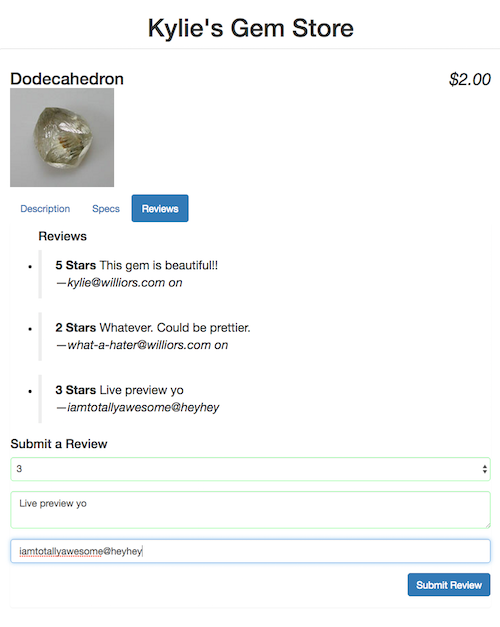 Kylie's Gem Store
Dodecahedron
$2.00
Description Specs Reviews
Reviews
5 Stars This gem is beautiful!!
—kylie@williors.com on
2 Stars Whatever. Could be prettier.
—what-a-hater@williors.com on
3 Stars Live preview yo
—iamtotallyawesome@heyhey
Submit a Review
3
Live preview yo
iamtotallyawesome@heyhey
Submit Review